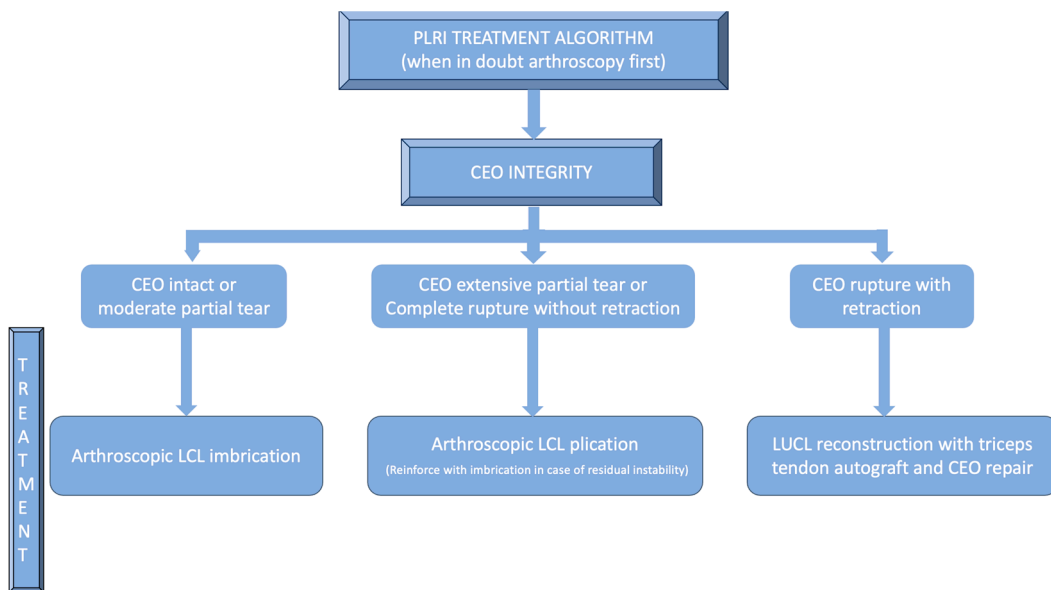 PLRI TREATMENT ALGORITHM
(when in doubt arthroscopy first)
CEO INTEGRITY
CEO intact or
moderate partial tear
CEO extensive partial tear or
Complete rupture without retraction
CEO rupture with
retraction
TREATMENT
Arthroscopic LCL imbrication
Arthroscopic LCL plication
(Reinforce with imbrication in case of residual instability)
LUCL reconstruction with triceps
tendon autograft and CEO repair